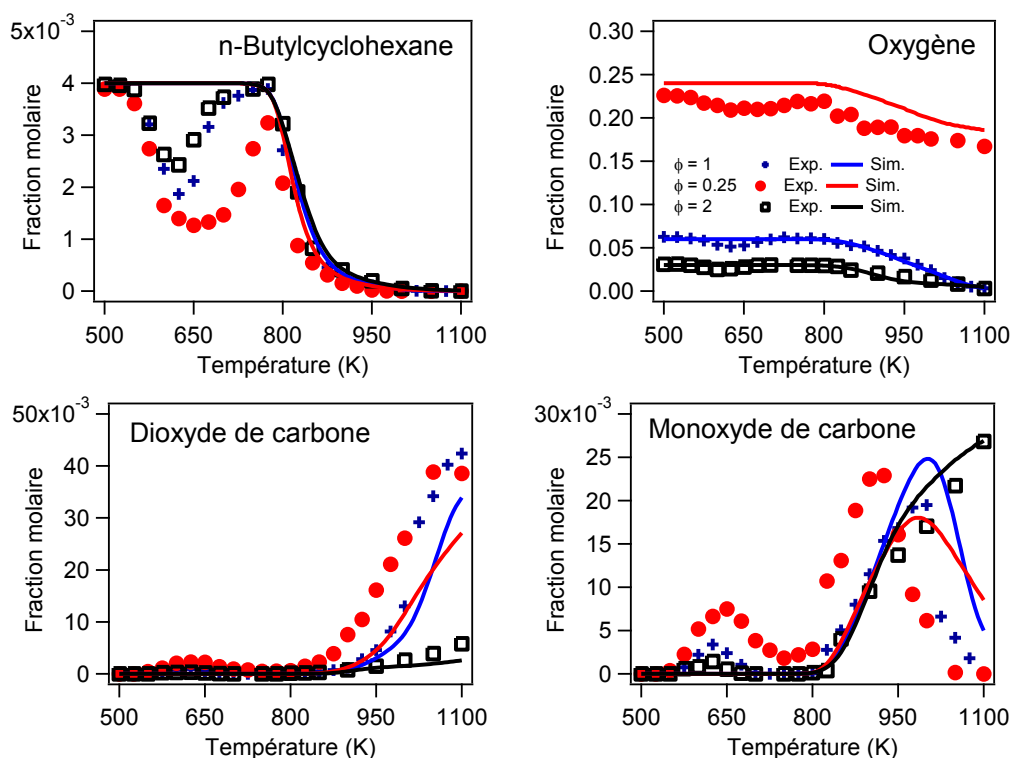 5x10⁻³
n-Butylcyclohexane
4
3
2
1
0
Fraction molaire
500 650 800 950 1100
Température (K)
Oxygène
0.30
0.25
0.20
0.15
0.10
0.05
0.00
Fraction molaire
ϕ = 1 Exp. Sim.
ϕ = 0.25 Exp. Sim.
ϕ = 2 Exp. Sim.
500 650 800 950 1100
Température (K)
50x10⁻³
Dioxyde de carbone
40
30
20
10
0
Fraction molaire
500 650 800 950 1100
Température (K)
30x10⁻³
Monoxyde de carbone
25
20
15
10
5
0
Fraction molaire
500 650 800 950 1100
Température (K)